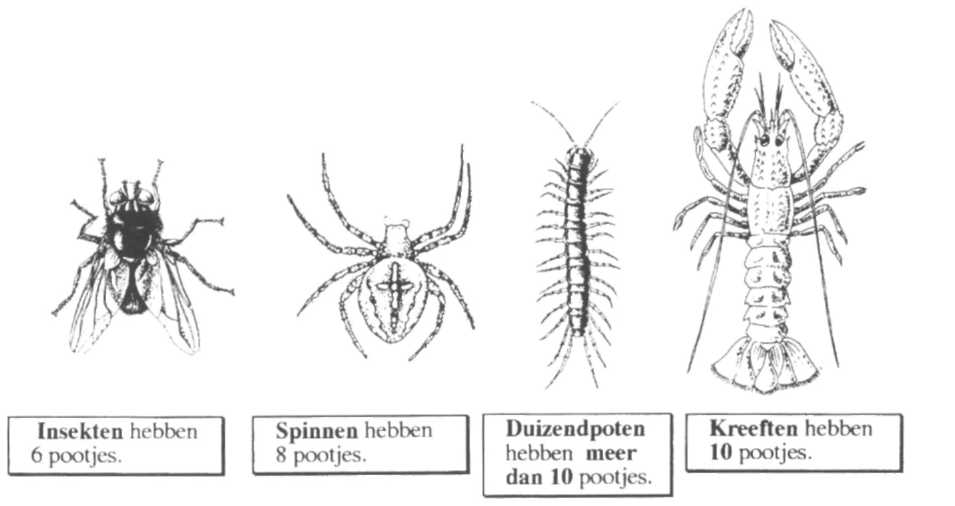 Insekten hebben
6 pootjes.
Spinnen hebben
8 pootjes.
Duizendpoten
hebben meer
dan 10 pootjes.
Kreeften hebben
10 pootjes.